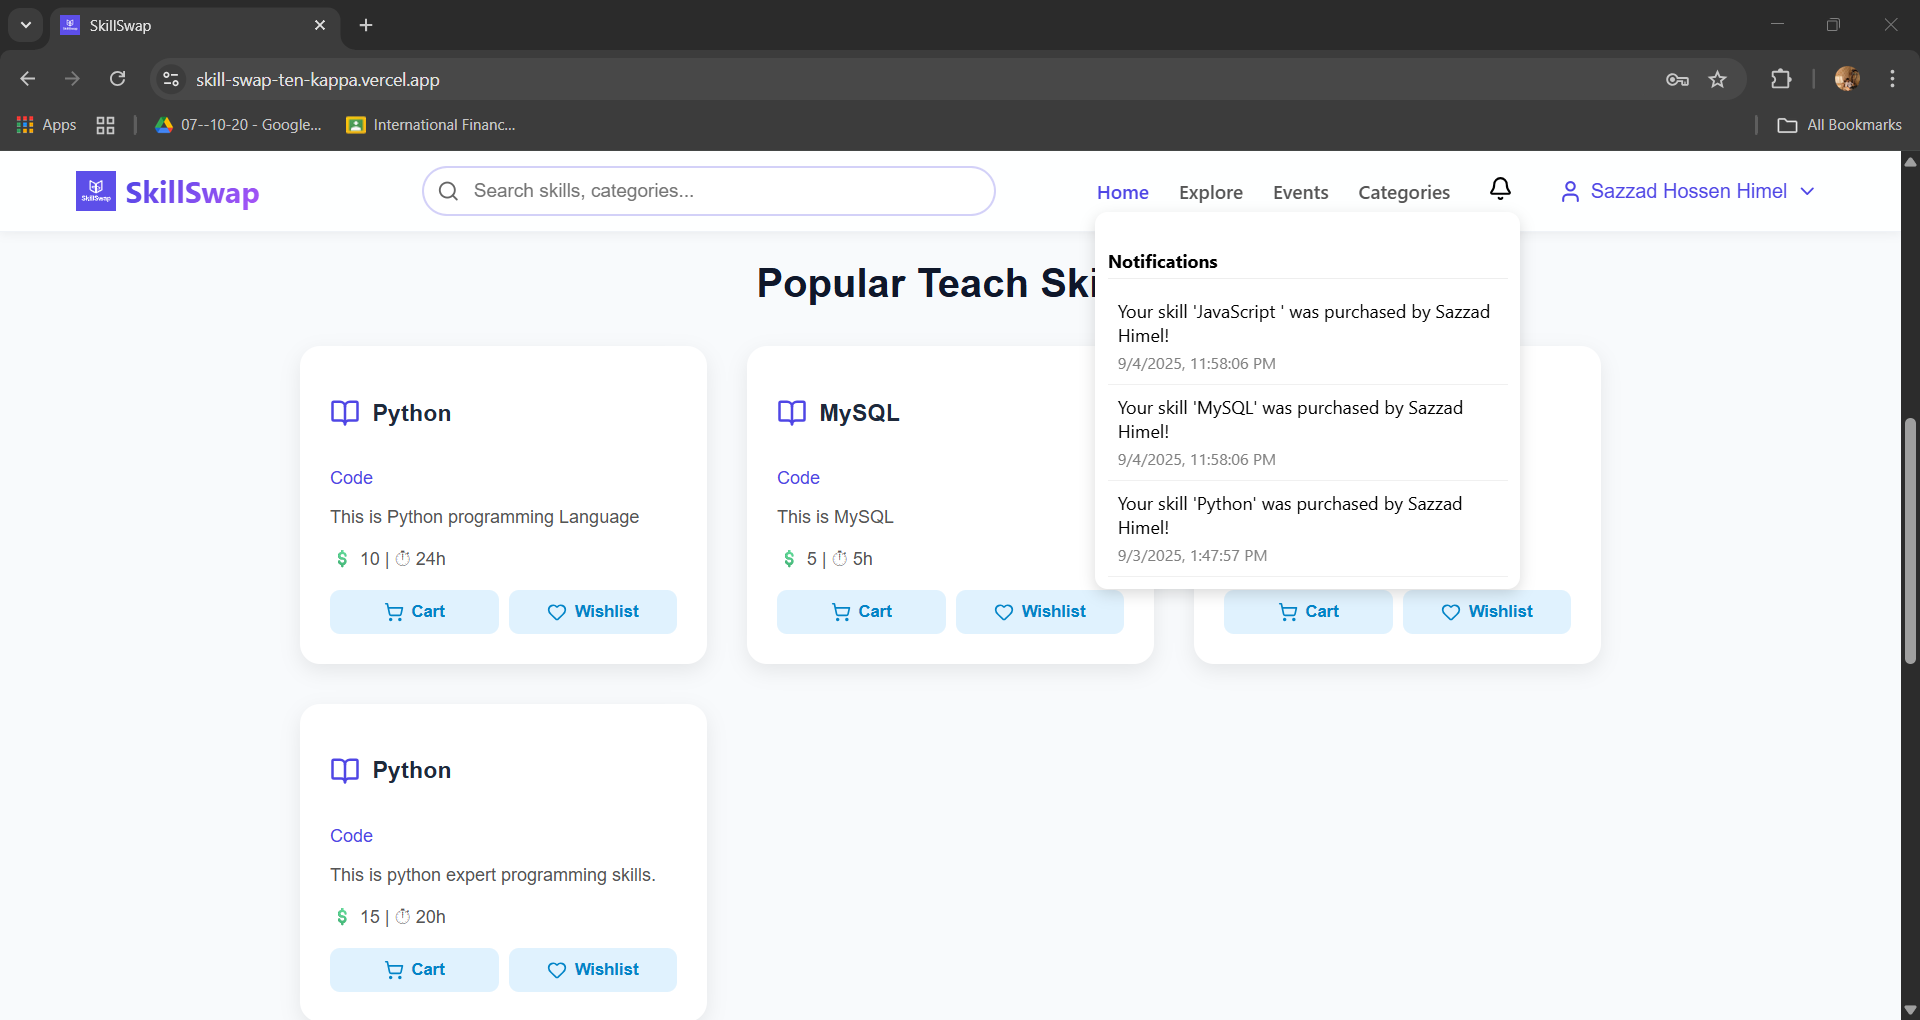 SkillSwap
skill-swap-ten-kappa.vercel.app
Apps
07--10-20 - Google...
International Financ...
All Bookmarks
SkillSwap
SkillSwap
Search skills, categories...
Home
Explore
Events
Categories
Sazzad Hossen Himel
Popular Teach Ski
Notifications
Your skill 'JavaScript ' was purchased by Sazzad
Himel!
9/4/2025, 11:58:06 PM
Your skill 'MySQL' was purchased by Sazzad
Himel!
9/4/2025, 11:58:06 PM
Your skill 'Python' was purchased by Sazzad
Himel!
9/3/2025, 1:47:57 PM
Python
Code
This is Python programming Language
$ 10 | ⏱ 24h
Cart
Wishlist
MySQL
Code
This is MySQL
$ 5 | ⏱ 5h
Cart
Wishlist
Cart
Wishlist
Python
Code
This is python expert programming skills.
$ 15 | ⏱ 20h
Cart
Wishlist